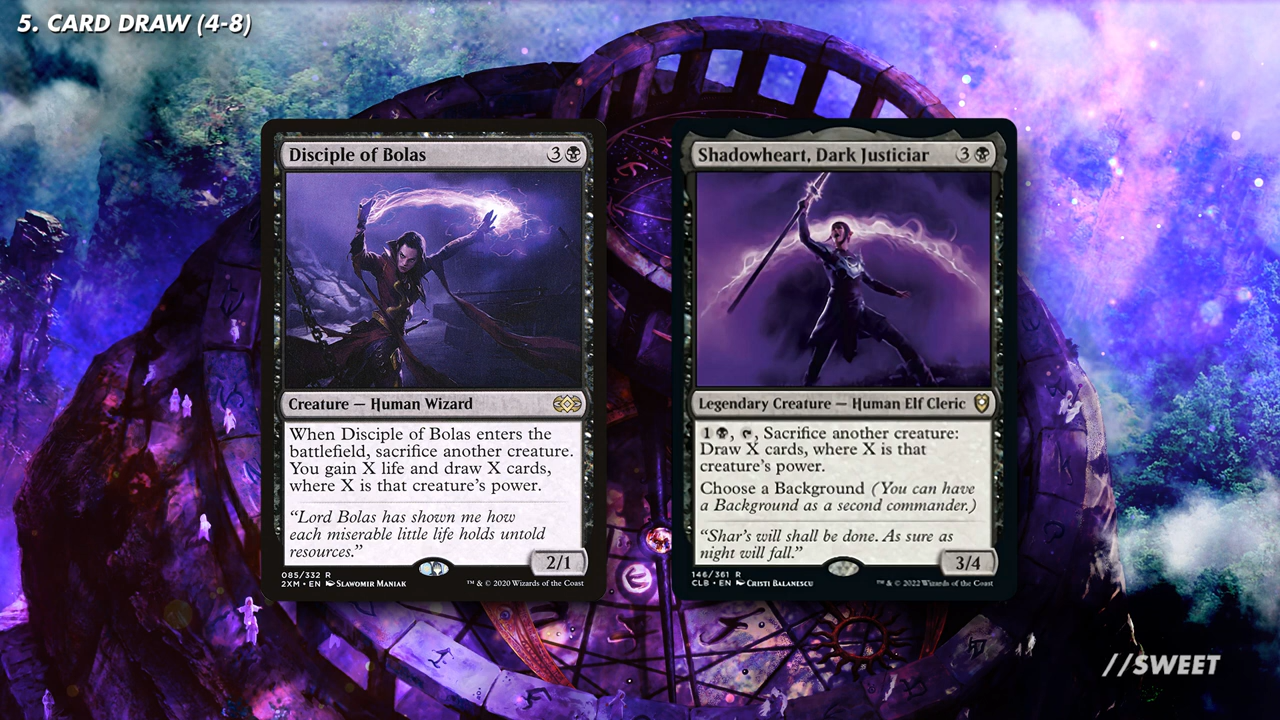 5. CARD DRAW (4-8)
Disciple of Bolas 3
Creature — Human Wizard
When Disciple of Bolas enters the
battlefield, sacrifice another creature.
You gain X life and draw X cards,
where X is that creature's power.
“Lord Bolas has shown me how
each miserable little life holds untold
resources.”
2/1
085/332 R
2XM • EN Slawomir Maniak
™ & © 2020 Wizards of the Coast
Shadowheart, Dark Justiciar 3
Legendary Creature — Human Elf Cleric
1 , , Sacrifice another creature:
Draw X cards, where X is that
creature's power.
Choose a Background (You can have
a Background as a second commander.)
“Shar's will shall be done. As sure as
night will fall.”
3/4
146/361 R
CLB • EN Cristi Balanescu
™ & © 2022 Wizards of the Coast
//SWEET